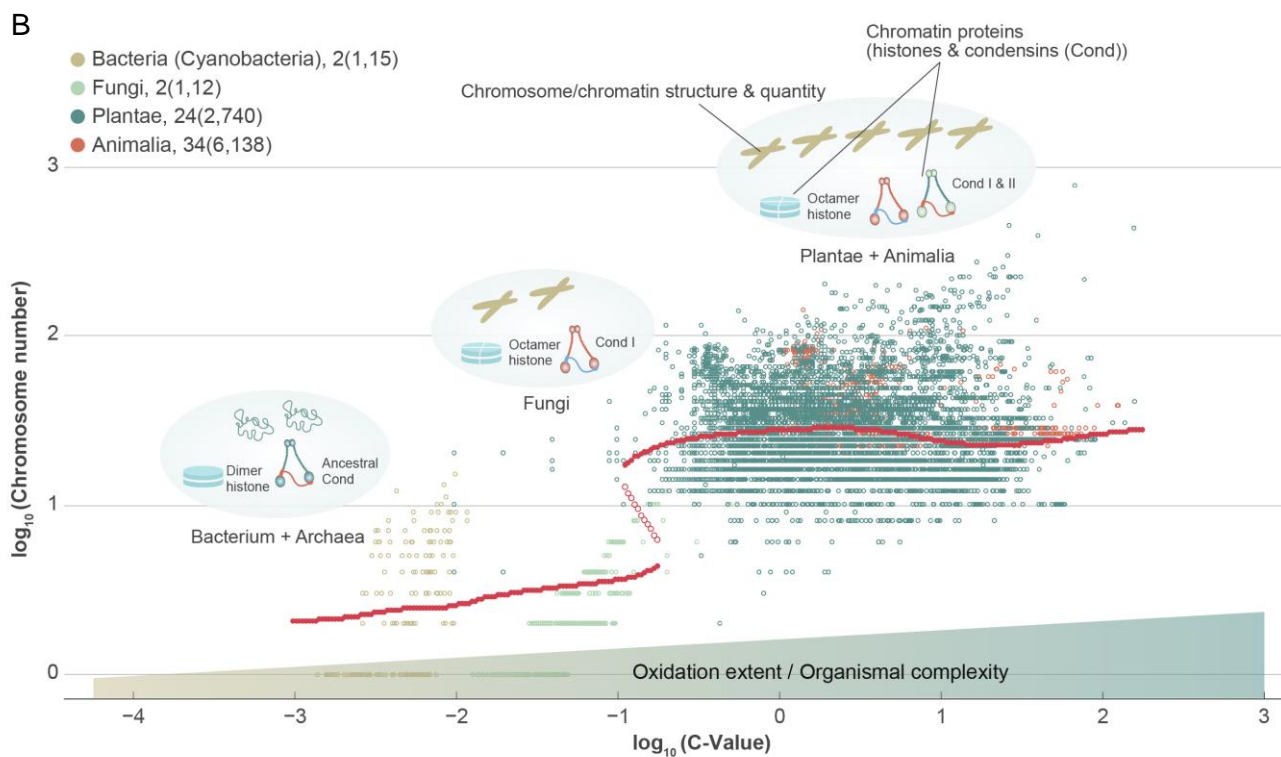 B
Bacteria (Cyanobacteria), 2(1,15)
Fungi, 2(1,12)
Plantae, 24(2,740)
Animalia, 34(6,138)
Chromatin proteins
(histones & condensins (Cond))
Chromosome/chromatin structure & quantity
Octamer
histone
Cond I & II
Plantae + Animalia
Octamer
histone
Cond I
Fungi
Dimer
histone
Ancestral
Cond
Bacterium + Archaea
log₁₀ (Chromosome number)
3
2
1
0
Oxidation extent / Organismal complexity
−4 −3 −2 −1 0 1 2 3
log₁₀ (C-Value)